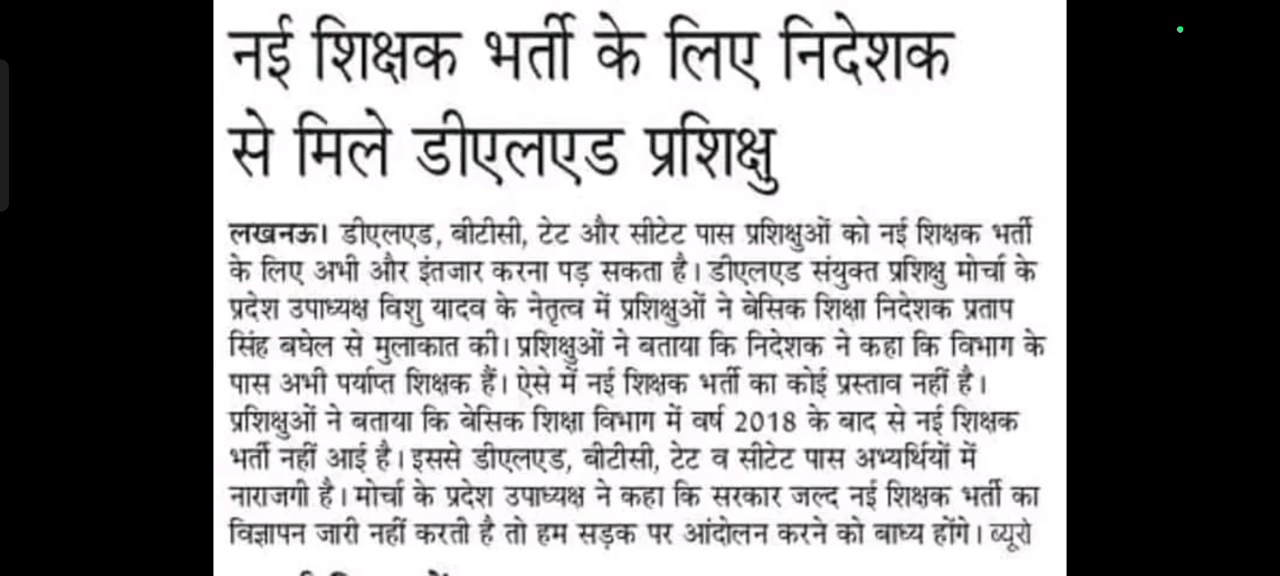 नई शिक्षक भर्ती के लिए निदेशक
से मिले डीएलएड प्रशिक्षु
लखनऊ। डीएलएड, बीटीसी, टेट और सीटेट पास प्रशिक्षुओं को नई शिक्षक भर्ती
के लिए अभी और इंतजार करना पड़ सकता है। डीएलएड संयुक्त प्रशिक्षु मोर्चा के
प्रदेश उपाध्यक्ष विशु यादव के नेतृत्व में प्रशिक्षुओं ने बेसिक शिक्षा निदेशक प्रताप
सिंह बघेल से मुलाकात की। प्रशिक्षुओं ने बताया कि निदेशक ने कहा कि विभाग के
पास अभी पर्याप्त शिक्षक हैं। ऐसे में नई शिक्षक भर्ती का कोई प्रस्ताव नहीं है।
प्रशिक्षुओं ने बताया कि बेसिक शिक्षा विभाग में वर्ष 2018 के बाद से नई शिक्षक
भर्ती नहीं आई है। इससे डीएलएड, बीटीसी, टेट व सीटेट पास अभ्यर्थियों में
नाराजगी है। मोर्चा के प्रदेश उपाध्यक्ष ने कहा कि सरकार जल्द नई शिक्षक भर्ती का
विज्ञापन जारी नहीं करती है तो हम सड़क पर आंदोलन करने को बाध्य होंगे। ब्यूरो